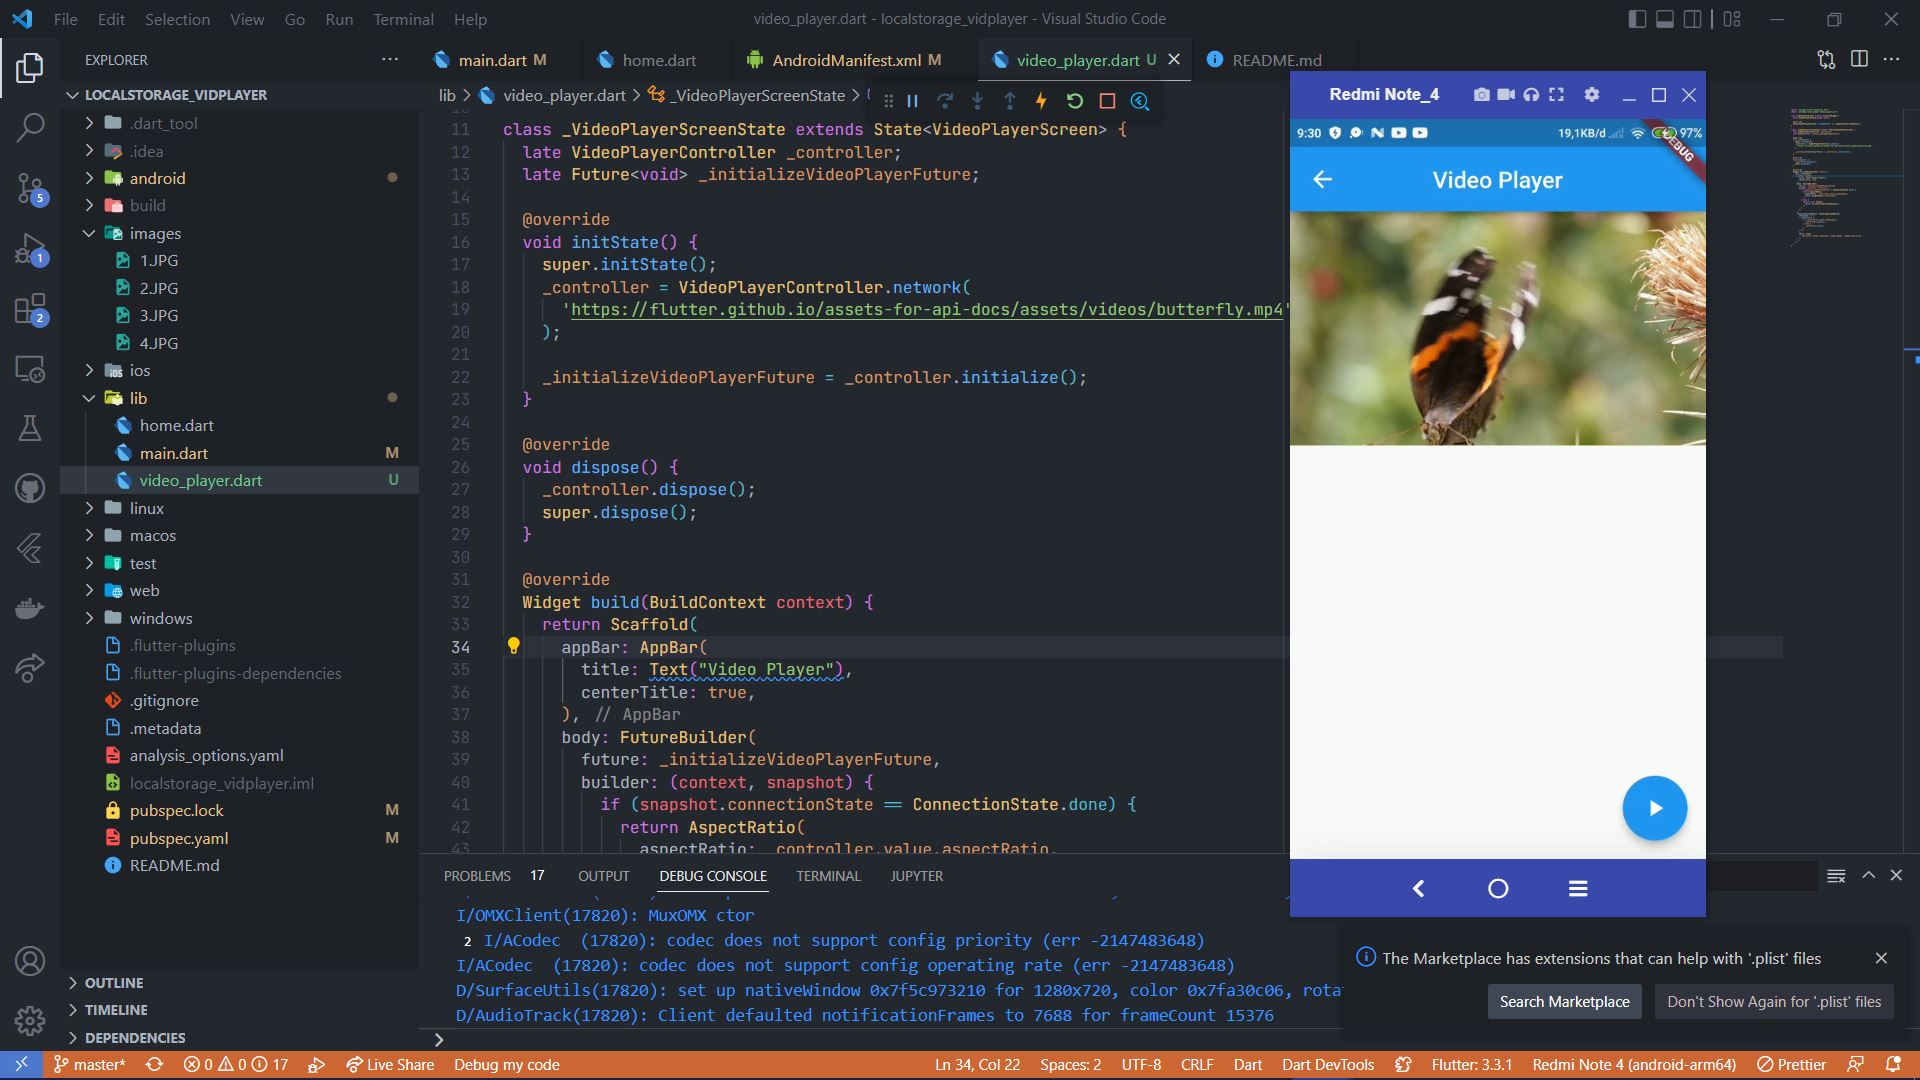 File Edit Selection View Go Run Terminal Help
video_player.dart - localstorage_vidplayer - Visual Studio Code
EXPLORER
LOCALSTORAGE_VIDPLAYER
.dart_tool
.idea
android
build
images
1.JPG
2.JPG
3.JPG
4.JPG
ios
lib
home.dart
main.dart M
video_player.dart U
linux
macos
test
web
windows
.flutter-plugins
.flutter-plugins-dependencies
.gitignore
.metadata
analysis_options.yaml
localstorage_vidplayer.iml
pubspec.lock M
pubspec.yaml M
README.md
OUTLINE
TIMELINE
DEPENDENCIES
5
1
2
main.dart M home.dart AndroidManifest.xml M video_player.dart U README.md
lib > video_player.dart > _VideoPlayerScreenState >
11 class _VideoPlayerScreenState extends State<VideoPlayerScreen> {
12 late VideoPlayerController _controller;
13 late Future<void> _initializeVideoPlayerFuture;
14
15 @override
16 void initState() {
17 super.initState();
18 _controller = VideoPlayerController.network(
19 'https://flutter.github.io/assets-for-api-docs/assets/videos/butterfly.mp4'
20 );
21
22 _initializeVideoPlayerFuture = _controller.initialize();
23 }
24
25 @override
26 void dispose() {
27 _controller.dispose();
28 super.dispose();
29 }
30
31 @override
32 Widget build(BuildContext context) {
33 return Scaffold(
34 appBar: AppBar(
35 title: Text("Video Player"),
36 centerTitle: true,
37 ), // AppBar
38 body: FutureBuilder(
39 future: _initializeVideoPlayerFuture,
40 builder: (context, snapshot) {
41 if (snapshot.connectionState == ConnectionState.done) {
42 return AspectRatio(
43 aspectRatio: _controller.value.aspectRatio,
Redmi Note_4
9:30 19,1KB/d 97%
DEBUG
Video Player
PROBLEMS 17 OUTPUT DEBUG CONSOLE TERMINAL JUPYTER
I/OMXClient(17820): MuxOMX ctor
2 I/ACodec (17820): codec does not support config priority (err -2147483648)
I/ACodec (17820): codec does not support config operating rate (err -2147483648)
D/SurfaceUtils(17820): set up nativeWindow 0x7f5c973210 for 1280x720, color 0x7fa30c06, rotat
D/AudioTrack(17820): Client defaulted notificationFrames to 7688 for frameCount 15376
The Marketplace has extensions that can help with '.plist' files
Search Marketplace
Don't Show Again for '.plist' files
master* 0 0 17 Live Share Debug my code
Ln 34, Col 22 Spaces: 2 UTF-8 CRLF Dart Dart DevTools Flutter: 3.3.1 Redmi Note 4 (android-arm64) Prettier